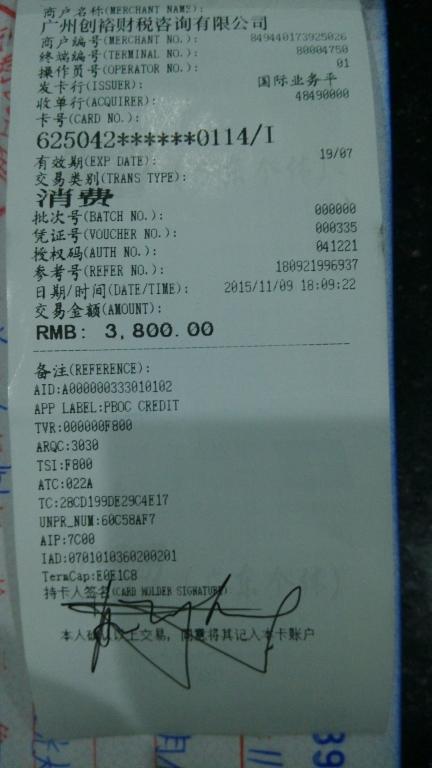 商户名称(MERCHANT NAME):
广州创裕财税咨询有限公司
商户编号(MERCHANT NO.): 849440173925026
终端编号(TERMINAL NO.): 80004750
操作员号(OPERATOR NO.): 01
发卡行(ISSUER): 国际业务平
收单行(ACQUIRER): 48490000
卡号(CARD NO.):
625042******0114/I
有效期(EXP DATE): 19/07
交易类别(TRANS TYPE):
消费
批次号(BATCH NO.): 000000
凭证号(VOUCHER NO.): 000335
授权码(AUTH NO.): 041221
参考号(REFER NO.): 180921996937
日期/时间(DATE/TIME): 2015/11/09 18:09:22
交易金额(AMOUNT):
RMB: 3,800.00
备注(REFERENCE):
AID:A000000333010102
APP LABEL:PBOC CREDIT
TVR:000000F800
ARQC:3030
TSI:F800
ATC:022A
TC:28CD199DE29C4E17
UNPR_NUM:60C58AF7
AIP:7C00
IAD:0701010360200201
TermCap:E0E1C8
持卡人签名(CARD HOLDER SIGNATURE)
本人确认以上交易，同意将其记入本卡账户